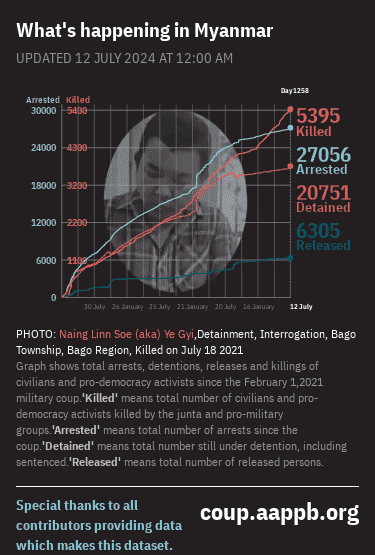 What's happening in Myanmar
UPDATED 12 JULY 2024 AT 12:00 AM
Day1258
Arrested Killed
30000 5400
24000 4300
18000 3200
12000 2200
6000 1100
0
5395
Killed
27056
Arrested
20751
Detained
6305
Released
30 July 26 January 25 July 21 January 20 July 16 January 12 July
PHOTO: Naing Linn Soe (aka) Ye Gyi,Detainment, Interrogation, Bago
Township, Bago Region, Killed on July 18 2021
Graph shows total arrests, detentions, releases and killings of
civilians and pro-democracy activists since the February 1,2021
military coup.'Killed' means total number of civilians and pro-
democracy activists killed by the junta and pro-military
groups.'Arrested' means total number of arrests since the
coup.'Detained' means total number still under detention, including
sentenced.'Released' means total number of released persons.
Special thanks to all
contributors providing data
which makes this dataset.
coup.aappb.org